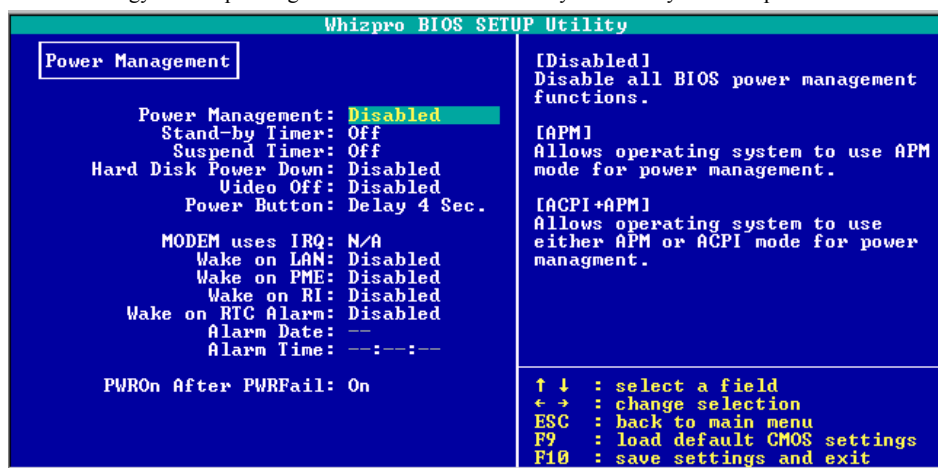 Whizpro BIOS SETUP Utility
Power Management
Power Management: Disabled
Stand-by Timer: Off
Suspend Timer: Off
Hard Disk Power Down: Disabled
Video Off: Disabled
Power Button: Delay 4 Sec.
MODEM uses IRQ: N/A
Wake on LAN: Disabled
Wake on PME: Disabled
Wake on RI: Disabled
Wake on RTC Alarm: Disabled
Alarm Date: --
Alarm Time: --:--:--
PWROn After PWRFail: On
[Disabled]
Disable all BIOS power management
functions.
[APM]
Allows operating system to use APM
mode for power management.
[ACPI+APM]
Allows operating system to use
either APM or ACPI mode for power
managment.
↑ ↓ : select a field
← → : change selection
ESC : back to main menu
F9 : load default CMOS settings
F10 : save settings and exit